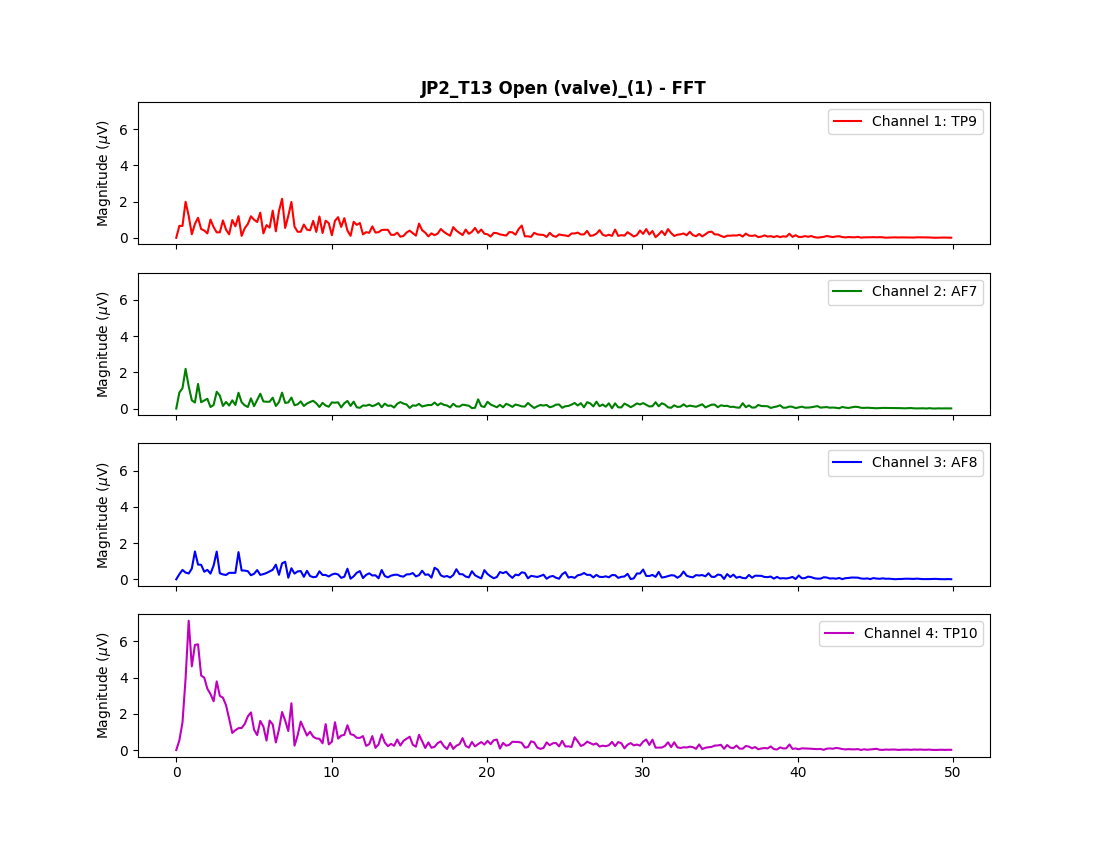 JP2_T13 Open (valve)_(1) - FFT
Magnitude (μV)
6
4
2
0
Channel 1: TP9
Magnitude (μV)
6
4
2
0
Channel 2: AF7
Magnitude (μV)
6
4
2
0
Channel 3: AF8
Magnitude (μV)
6
4
2
0
Channel 4: TP10
0 10 20 30 40 50